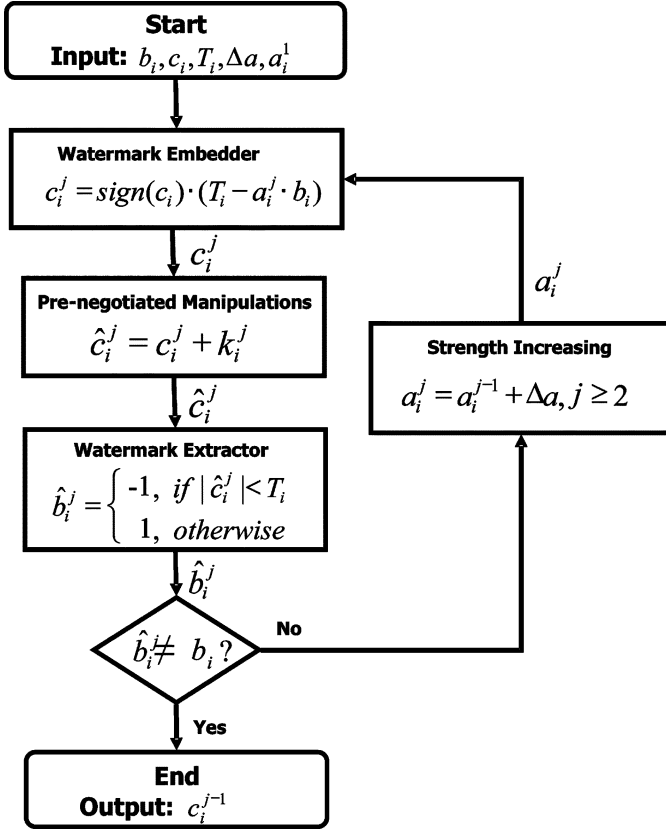 Start
Input: b_i, c_i, T_i, Δa, a_i^1
Watermark Embedder
c_i^j = sign(c_i)·(T_i − a_i^j · b_i)
c_i^j
Pre-negotiated Manipulations
ĉ_i^j = c_i^j + k_i^j
ĉ_i^j
Watermark Extractor
b̂_i^j = { -1, if | ĉ_i^j |< T_i
1, otherwise
b̂_i^j
b̂_i^j ≠ b_i ?
No
Yes
End
Output: c_i^{j−1}
a_i^j
Strength Increasing
a_i^j = a_i^{j−1} + Δa, j ≥ 2